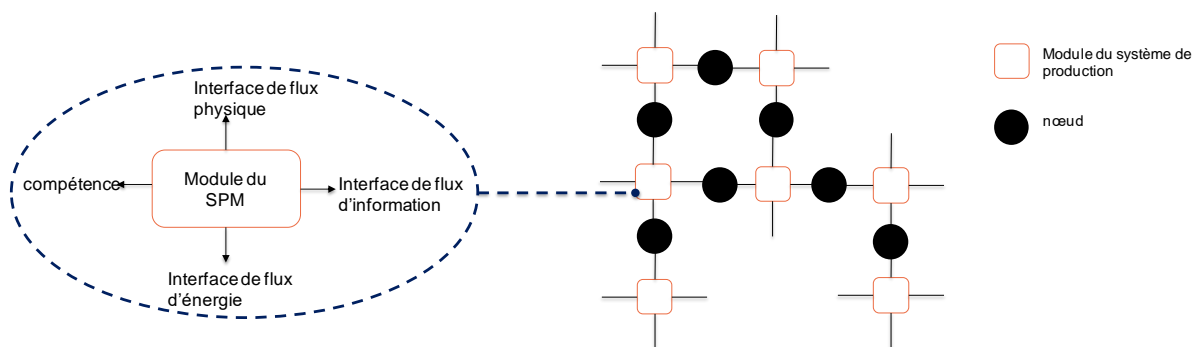 Interface de flux
physique
compétence
Module du
SPM
Interface de flux
d'information
Interface de flux
d'énergie
Module du système de
production
nœud